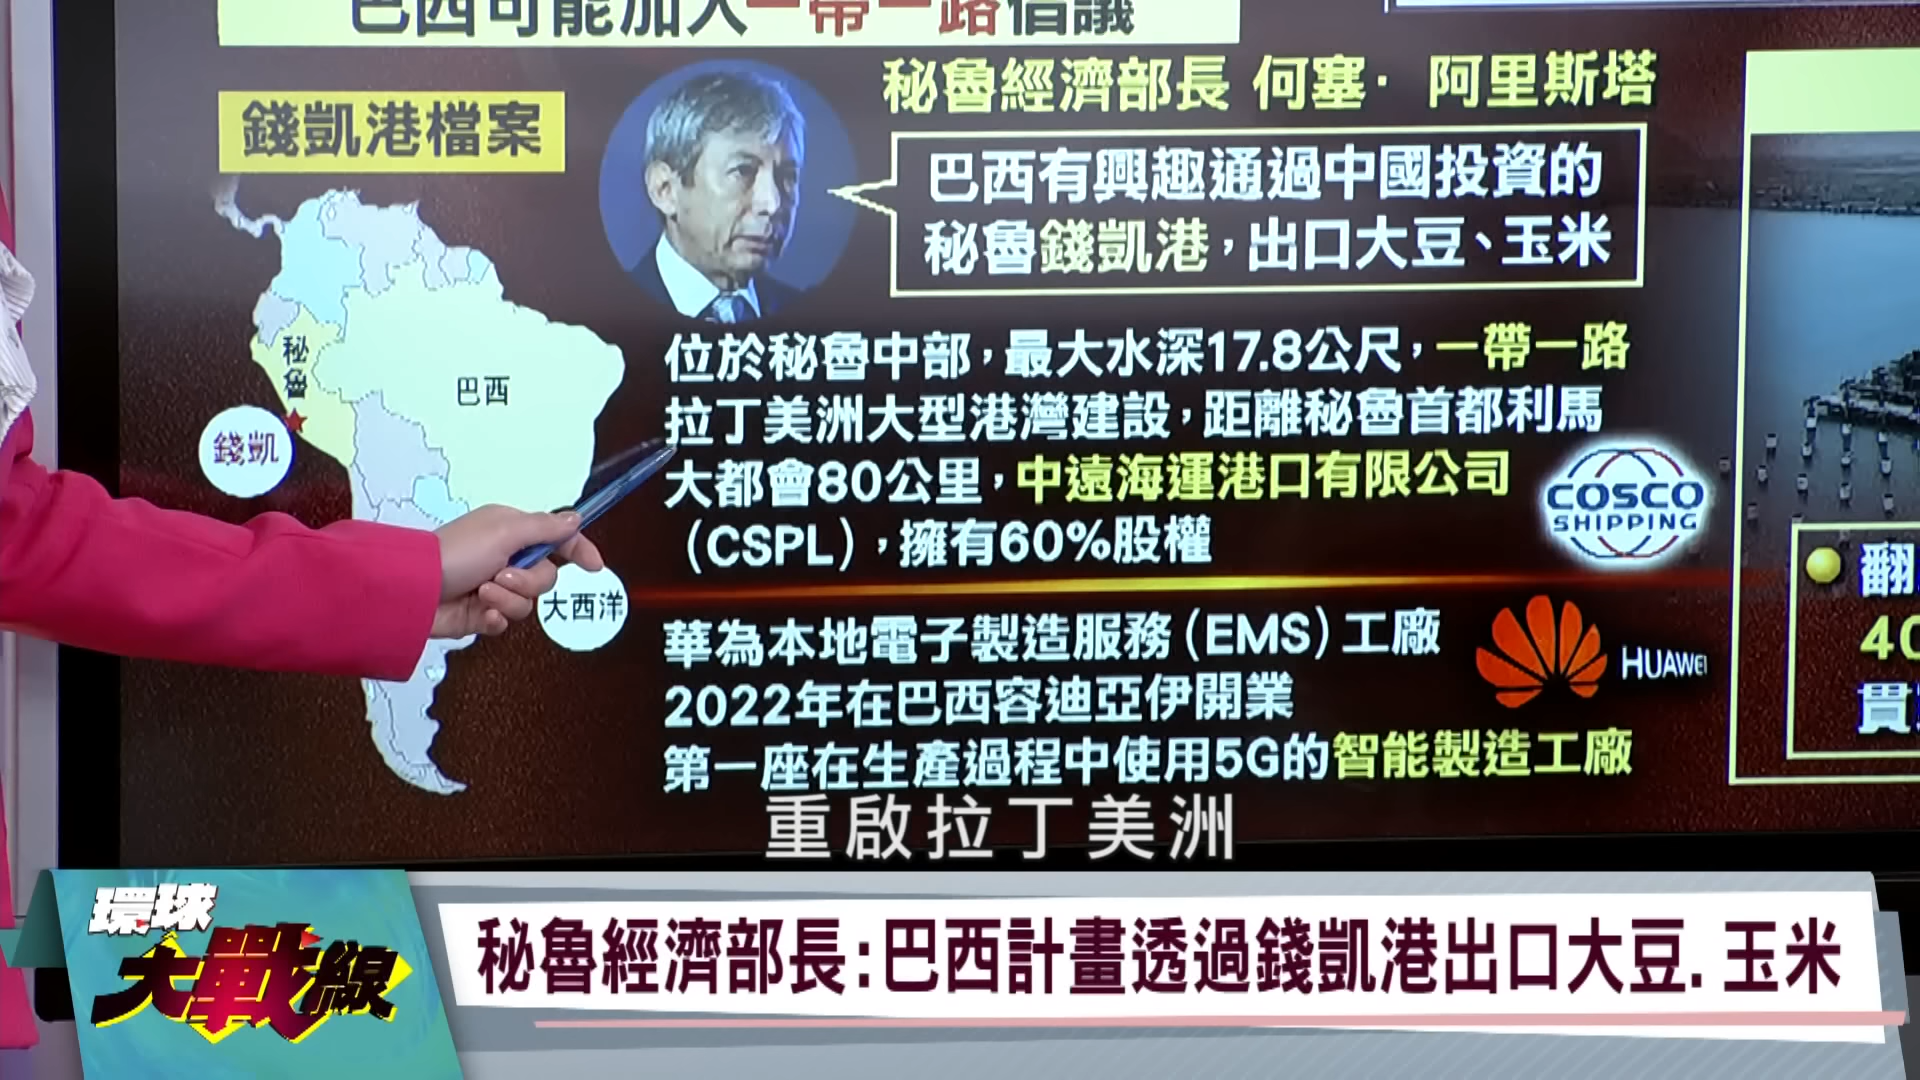 巴西可能加入一帶一路倡議
錢凱港檔案
秘魯經濟部長 何塞· 阿里斯塔
巴西有興趣通過中國投資的
秘魯錢凱港，出口大豆、玉米
秘魯
巴西
錢凱
大西洋
位於秘魯中部，最大水深17.8公尺，一帶一路
拉丁美洲大型港灣建設，距離秘魯首都利馬
大都會80公里，中遠海運港口有限公司
（CSPL），擁有60%股權
COSCO
SHIPPING
華為本地電子製造服務（EMS）工廠
2022年在巴西容迪亞伊開業
第一座在生產過程中使用5G的智能製造工廠
HUAWEI
翻
40
貫
重啟拉丁美洲
環球
大戰線
秘魯經濟部長:巴西計畫透過錢凱港出口大豆.玉米